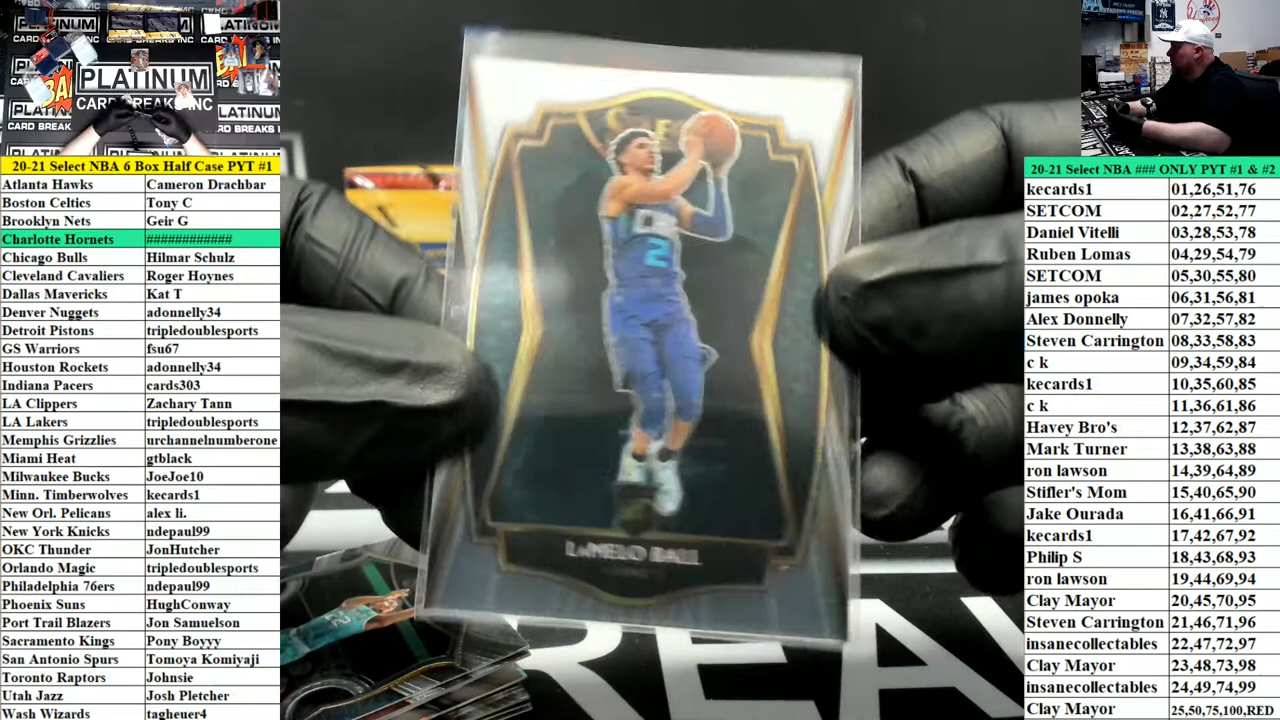 PLATINUM
CARD BREAKS INC
20-21 Select NBA 6 Box Half Case PYT #1
Atlanta Hawks Cameron Drachbar
Boston Celtics Tony C
Brooklyn Nets Geir G
Charlotte Hornets ############
Chicago Bulls Hilmar Schulz
Cleveland Cavaliers Roger Hoynes
Dallas Mavericks Kat T
Denver Nuggets adonnelly34
Detroit Pistons tripledoublesports
GS Warriors fsu67
Houston Rockets adonnelly34
Indiana Pacers cards303
LA Clippers Zachary Tann
LA Lakers tripledoublesports
Memphis Grizzlies urchannelnumberone
Miami Heat gtblack
Milwaukee Bucks JoeJoe10
Minn. Timberwolves kecards1
New Orl. Pelicans alex li.
New York Knicks ndepaul99
OKC Thunder JonHutcher
Orlando Magic tripledoublesports
Philadelphia 76ers ndepaul99
Phoenix Suns HughConway
Port Trail Blazers Jon Samuelson
Sacramento Kings Pony Boyyy
San Antonio Spurs Tomoya Komiyaji
Toronto Raptors Johnsie
Utah Jazz Josh Pletcher
Wash Wizards tagheuer4
2
LAMELO BALL
BREA
20-21 Select NBA ### ONLY PYT #1 & #2
kecards1 01,26,51,76
SETCOM 02,27,52,77
Daniel Vitelli 03,28,53,78
Ruben Lomas 04,29,54,79
SETCOM 05,30,55,80
james opoka 06,31,56,81
Alex Donnelly 07,32,57,82
Steven Carrington 08,33,58,83
c k 09,34,59,84
kecards1 10,35,60,85
c k 11,36,61,86
Havey Bro's 12,37,62,87
Mark Turner 13,38,63,88
ron lawson 14,39,64,89
Stifler's Mom 15,40,65,90
Jake Ourada 16,41,66,91
kecards1 17,42,67,92
Philip S 18,43,68,93
ron lawson 19,44,69,94
Clay Mayor 20,45,70,95
Steven Carrington 21,46,71,96
insanecollectables 22,47,72,97
Clay Mayor 23,48,73,98
insanecollectables 24,49,74,99
Clay Mayor 25,50,75,100,RED